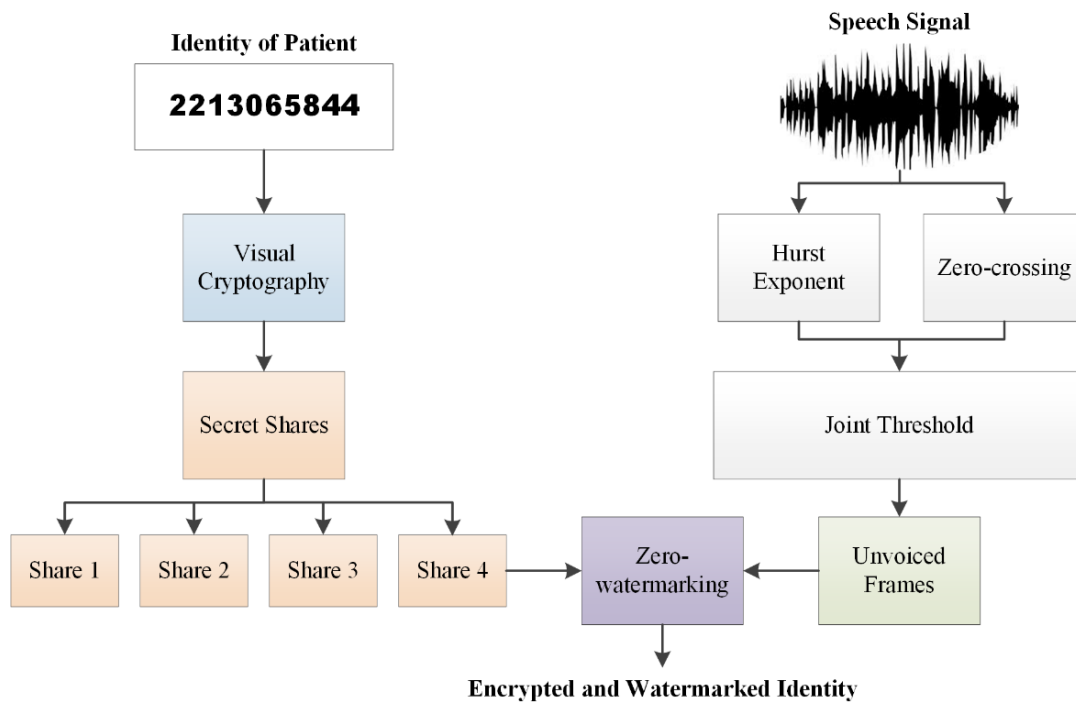 Identity of Patient
2213065844
Speech Signal
Visual
Cryptography
Hurst
Exponent
Zero-crossing
Secret Shares
Joint Threshold
Share 1
Share 2
Share 3
Share 4
Zero-
watermarking
Unvoiced
Frames
Encrypted and Watermarked Identity